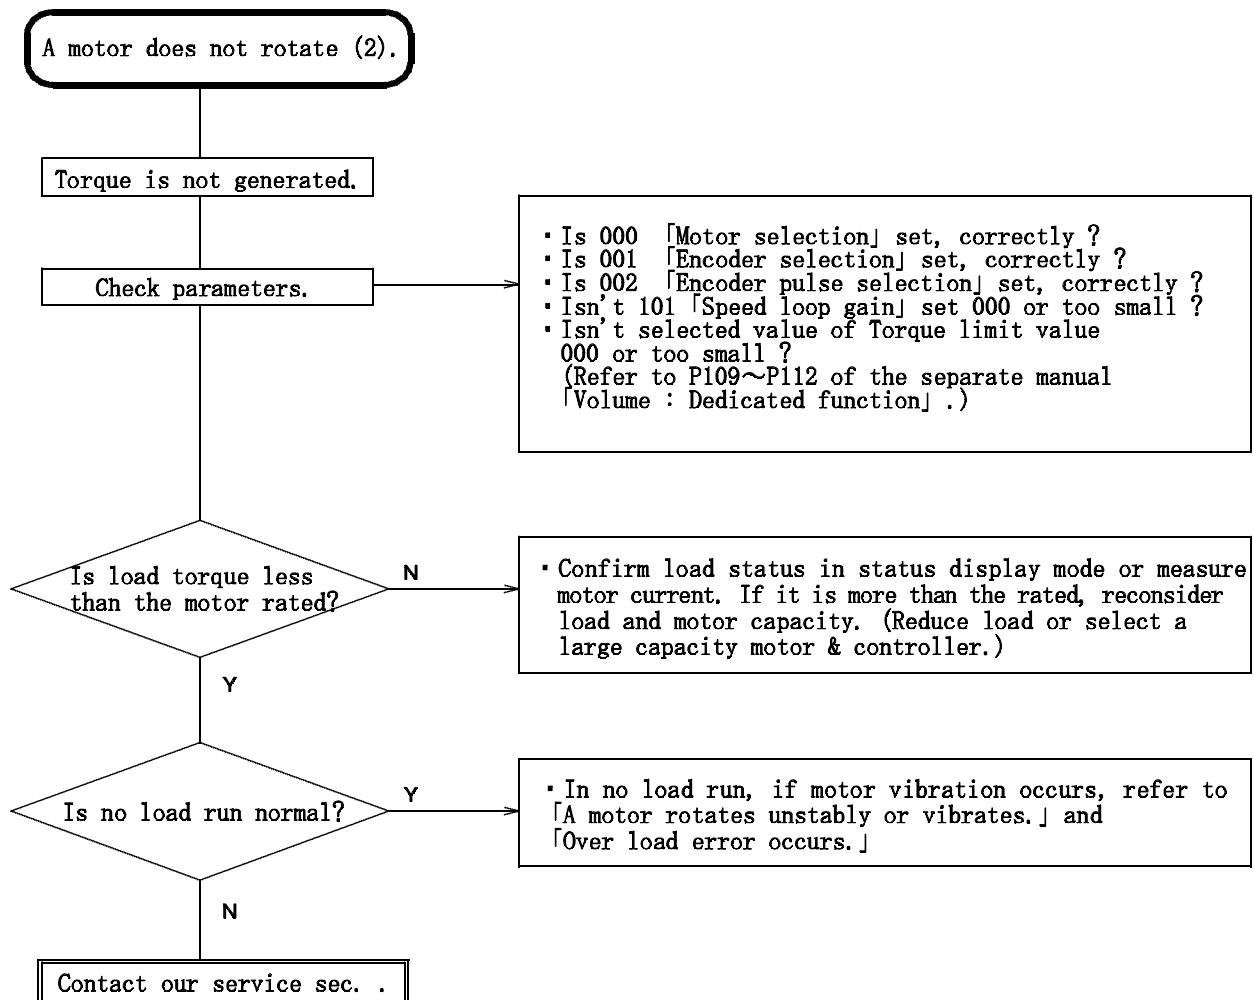 A motor does not rotate (2).
Torque is not generated.
Check parameters.
・Is 000 「Motor selection」 set, correctly ?
・Is 001 「Encoder selection」 set, correctly ?
・Is 002 「Encoder pulse selection」 set, correctly ?
・Isn't 101 「Speed loop gain」 set 000 or too small ?
・Isn't selected value of Torque limit value
000 or too small ?
(Refer to P109～P112 of the separate manual
「Volume : Dedicated function」 .)
Is load torque less
than the motor rated?
N
・Confirm load status in status display mode or measure
motor current. If it is more than the rated, reconsider
load and motor capacity. (Reduce load or select a
large capacity motor & controller.)
Y
Is no load run normal?
Y
・In no load run, if motor vibration occurs, refer to
「A motor rotates unstably or vibrates.」 and
「Over load error occurs.」
N
Contact our service sec. .